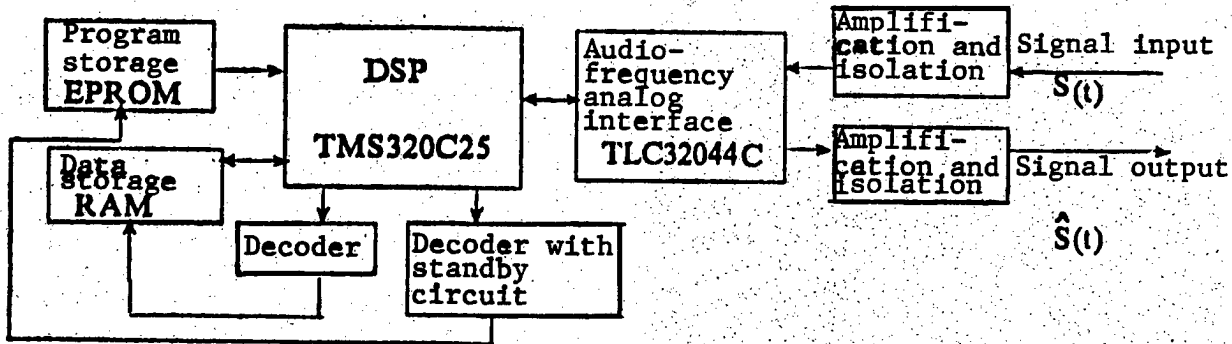 Program
storage
EPROM
DSP
TMS320C25
Audio-
frequency
analog
interface
TLC32044C
Amplifi-
cation and
isolation
Signal input
S(t)
Amplifi-
cation and
isolation
Signal output
Ŝ(t)
Data
storage
RAM
Decoder
Decoder with
standby
circuit